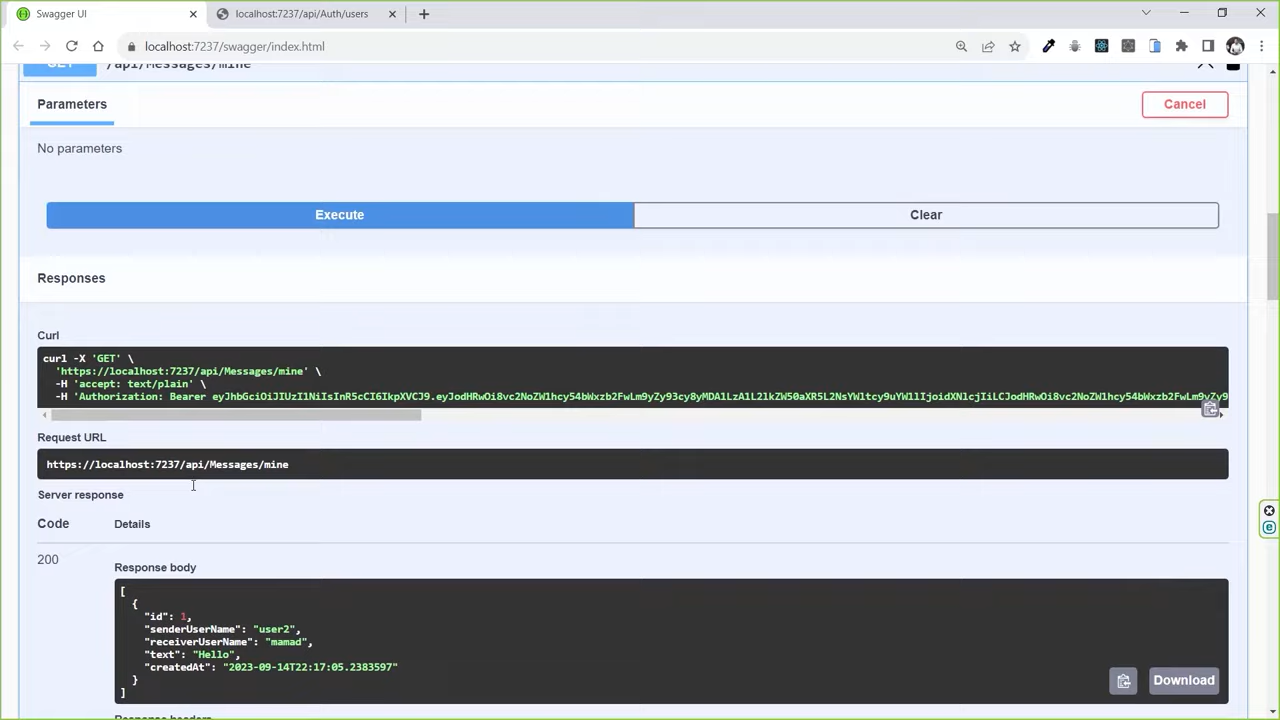 Swagger UI
localhost:7237/api/Auth/users
localhost:7237/swagger/index.html
GET /api/Messages/mine
Parameters
Cancel
No parameters
Execute
Clear
Responses
Curl
curl -X 'GET' \
'https://localhost:7237/api/Messages/mine' \
-H 'accept: text/plain' \
-H 'Authorization: Bearer
Request URL
https://localhost:7237/api/Messages/mine
Server response
Code
Details
200
Response body
[
{
"id": 1,
"senderUserName": "user2",
"receiverUserName": "mamad",
"text": "Hello",
"createdAt": "2023-09-14T22:17:05.2383597"
}
]
Download
Response headers